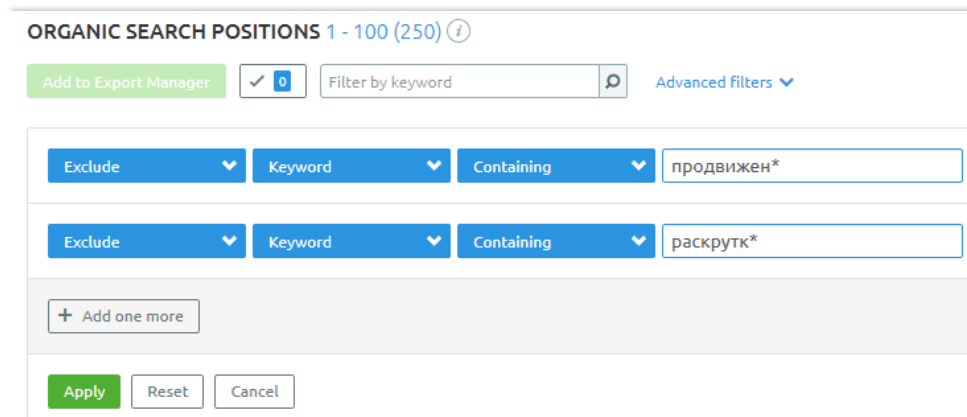 ORGANIC SEARCH POSITIONS 1 - 100 (250) i
Add to Export Manager 0 Filter by keyword Advanced filters
Exclude Keyword Containing продвижен*
Exclude Keyword Containing раскрутк*
+ Add one more
Apply Reset Cancel